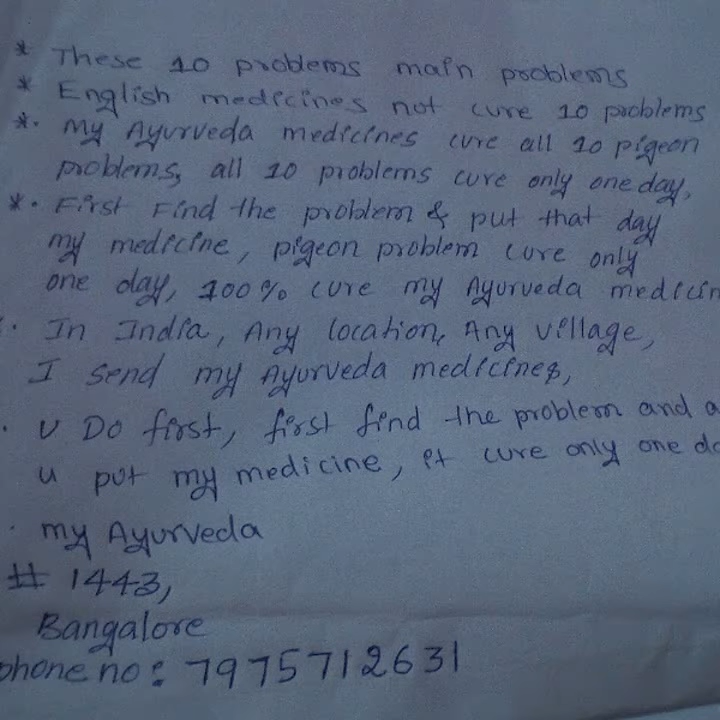 * These 10 problems main problems
* English medicines not cure 10 problems
*. My Ayurveda medicines cure all 10 pigeon
problems, all 10 problems cure only one day,
*. First Find the problem & put that day
my medicine, pigeon problem cure only
one day, 100% cure my Ayurveda medicin
. In India, Any location, Any village,
I send my Ayurveda medicines,
. U Do first, first find the problem and a
u put my medicine, it cure only one da
. my Ayurveda
# 1443,
Bangalore
phone no: 7975712631